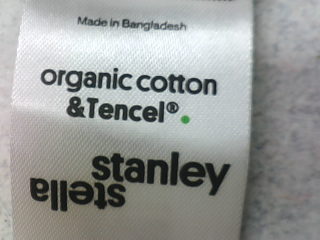 Made in Bangladesh
organic cotton
&Tencel®.
stanley
stella